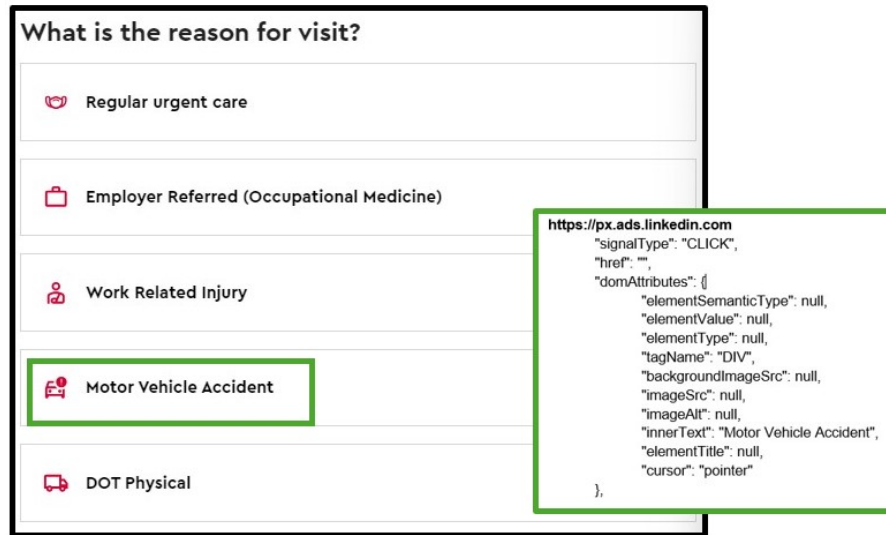 What is the reason for visit?
Regular urgent care
Employer Referred (Occupational Medicine)
Work Related Injury
Motor Vehicle Accident
DOT Physical
https://px.ads.linkedin.com
"signalType": "CLICK",
"href": "",
"domAttributes": {
"elementSemanticType": null,
"elementValue": null,
"elementType": null,
"tagName": "DIV",
"backgroundImageSrc": null,
"imageSrc": null,
"imageAlt": null,
"innerText": "Motor Vehicle Accident",
"elementTitle": null,
"cursor": "pointer"
},